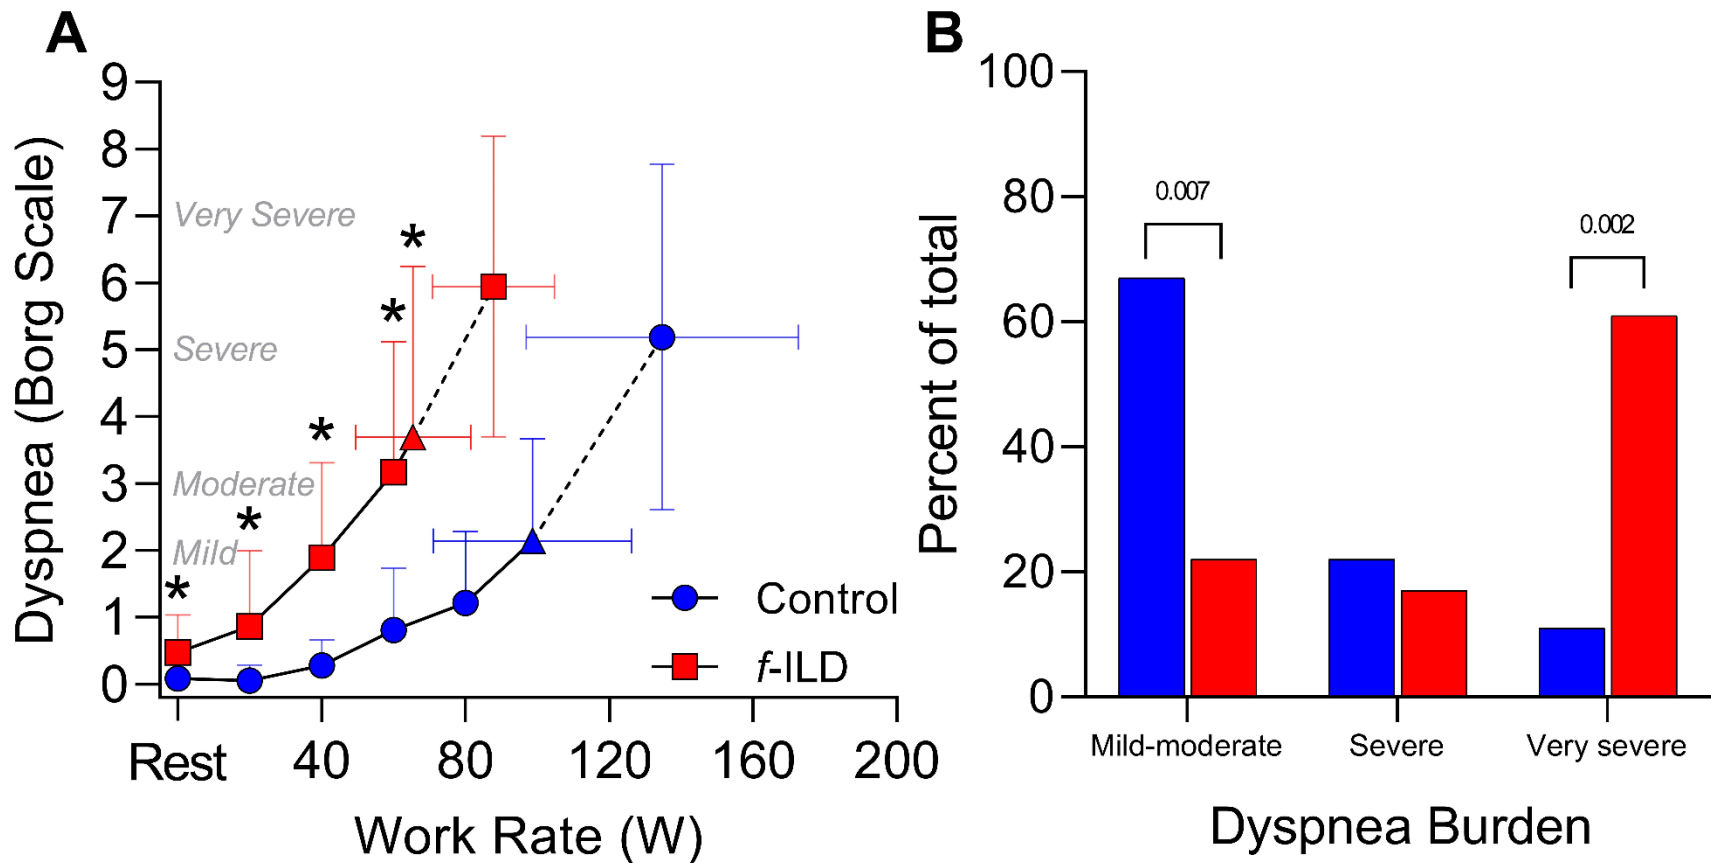 A
9
8
7
6
5
4
3
2
1
0
Dyspnea (Borg Scale)
Very Severe
Severe
Moderate
Mild
*
*
*
*
*
Control
f-ILD
Rest
40
80
120
160
200
Work Rate (W)
B
100
80
60
40
20
0
Percent of total
0.007
0.002
Mild-moderate
Severe
Very severe
Dyspnea Burden